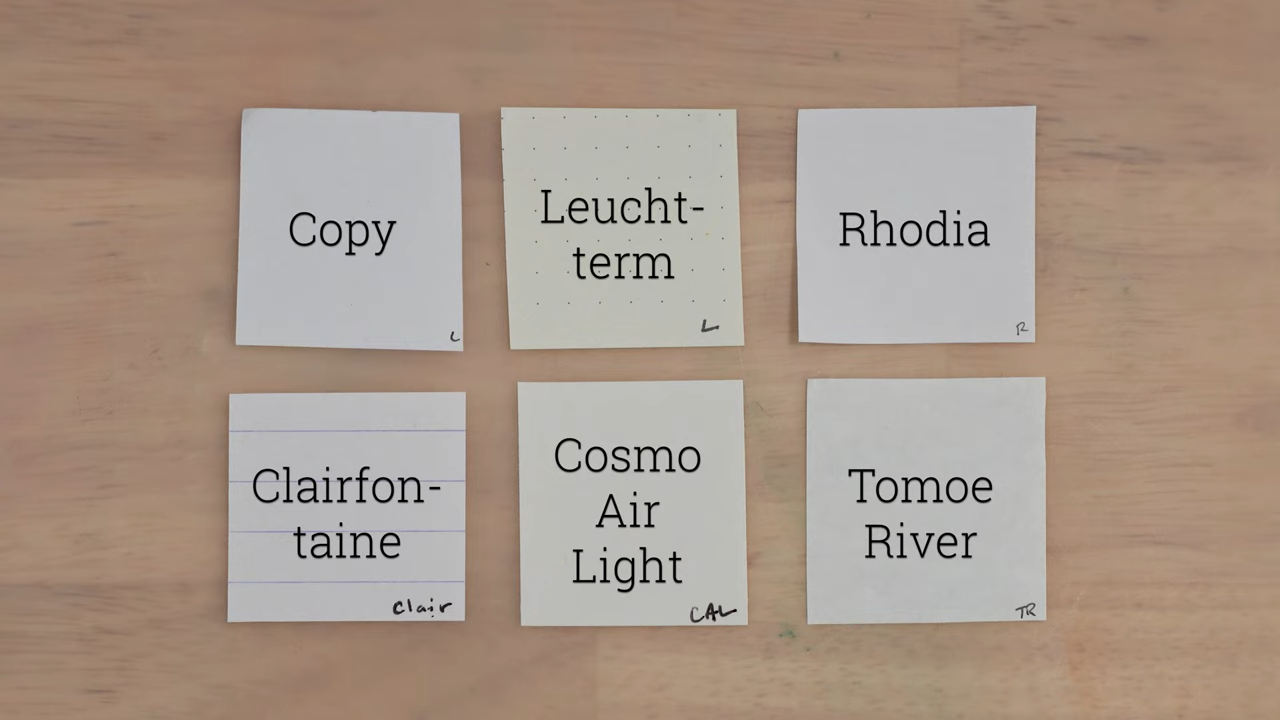 Copy
L
Leucht-
term
L
Rhodia
R
Clairfon-
taine
Clair
Cosmo
Air
Light
CAL
Tomoe
River
TR